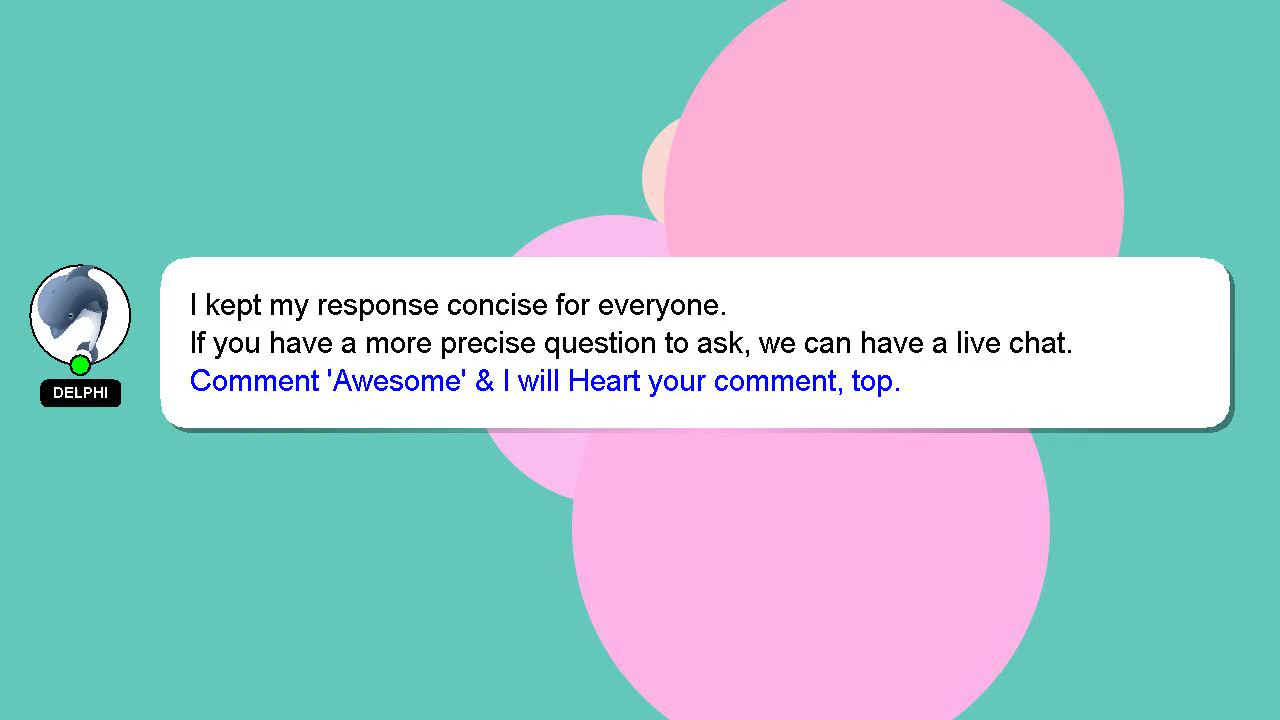 I kept my response concise for everyone.
If you have a more precise question to ask, we can have a live chat.
Comment 'Awesome' & I will Heart your comment, top.
DELPHI